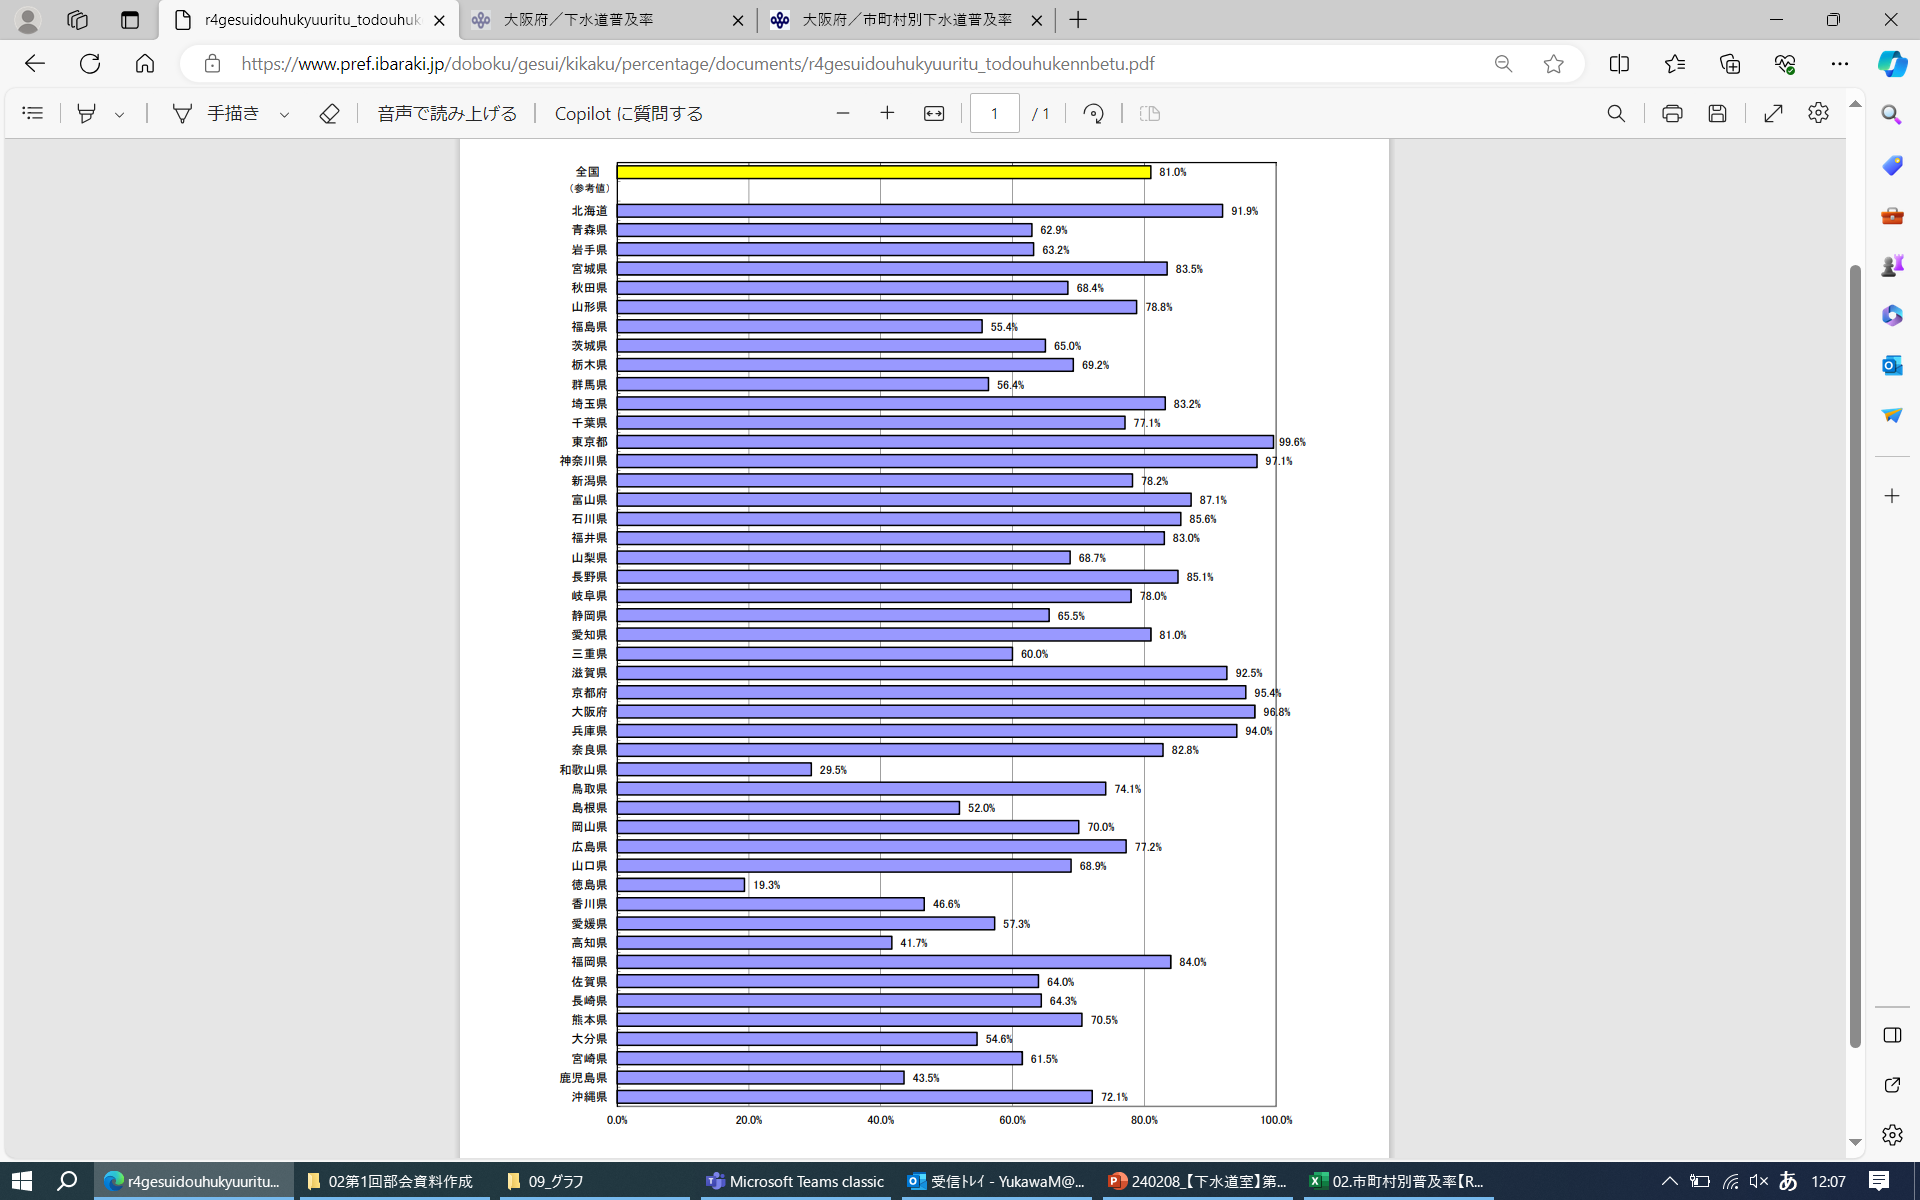 r4gesuidouhukyuuritu_todouhuk
大阪府／下水道普及率
大阪府／市町村別下水道普及率
https://www.pref.ibaraki.jp/doboku/gesui/kikaku/percentage/documents/r4gesuidouhukyuuritu_todouhukennbetu.pdf
手描き
音声で読み上げる
Copilot に質問する
1 / 1
全国 81.0%
（参考値）
北海道 91.9%
青森県 62.9%
岩手県 63.2%
宮城県 83.5%
秋田県 68.4%
山形県 78.8%
福島県 55.4%
茨城県 65.0%
栃木県 69.2%
群馬県 56.4%
埼玉県 83.2%
千葉県 77.1%
東京都 99.6%
神奈川県 97.1%
新潟県 78.2%
富山県 87.1%
石川県 85.6%
福井県 83.0%
山梨県 68.7%
長野県 85.1%
岐阜県 78.0%
静岡県 65.5%
愛知県 81.0%
三重県 60.0%
滋賀県 92.5%
京都府 95.4%
大阪府 96.8%
兵庫県 94.0%
奈良県 82.8%
和歌山県 29.5%
鳥取県 74.1%
島根県 52.0%
岡山県 70.0%
広島県 77.2%
山口県 68.9%
徳島県 19.3%
香川県 46.6%
愛媛県 57.3%
高知県 41.7%
福岡県 84.0%
佐賀県 64.0%
長崎県 64.3%
熊本県 70.5%
大分県 54.6%
宮崎県 61.5%
鹿児島県 43.5%
沖縄県 72.1%
0.0% 20.0% 40.0% 60.0% 80.0% 100.0%
r4gesuidouhukyuuritu...
02第1回部会資料作成
09_グラフ
Microsoft Teams classic
受信ﾄﾚｲ - YukawaM@...
240208_【下水道室】第...
02.市町村別普及率【R...
あ
12:07